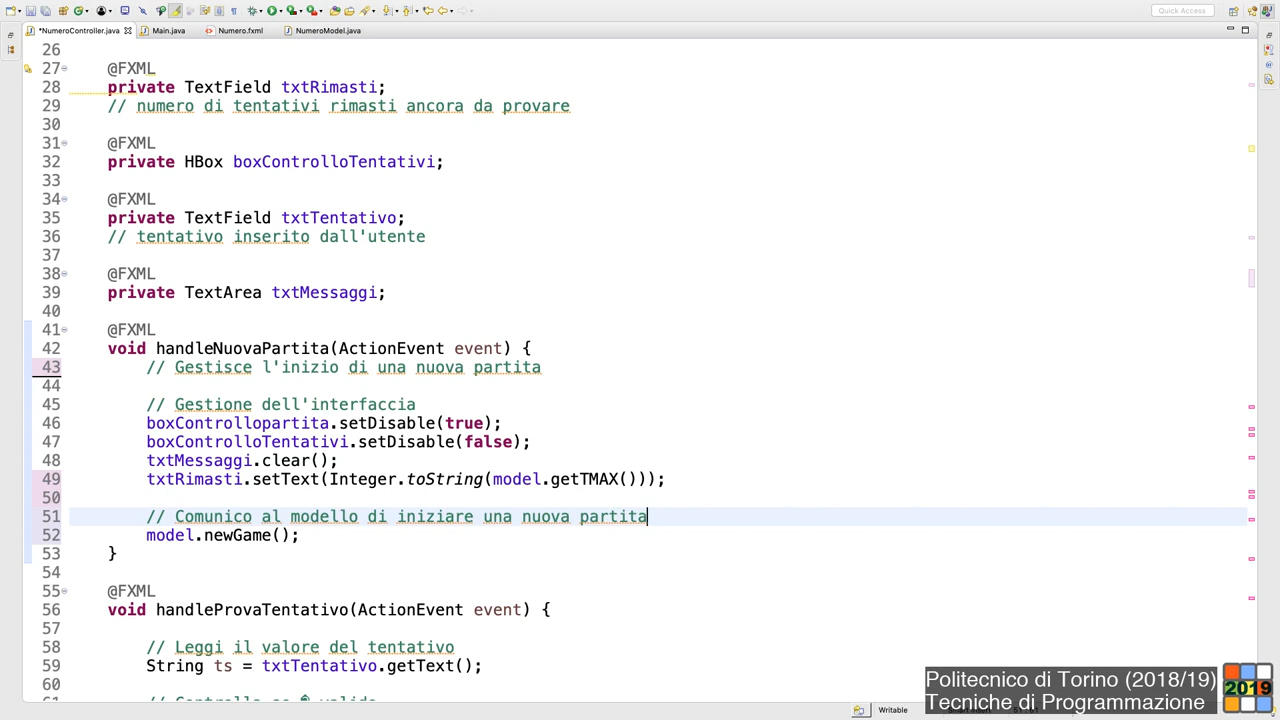 Quick Access
*NumeroController.java
Main.java
Numero.fxml
NumeroModel.java
26
27 @FXML
28 private TextField txtRimasti;
29 // numero di tentativi rimasti ancora da provare
30
31 @FXML
32 private HBox boxControlloTentativi;
33
34 @FXML
35 private TextField txtTentativo;
36 // tentativo inserito dall'utente
37
38 @FXML
39 private TextArea txtMessaggi;
40
41 @FXML
42 void handleNuovaPartita(ActionEvent event) {
43 // Gestisce l'inizio di una nuova partita
44
45 // Gestione dell'interfaccia
46 boxControllopartita.setDisable(true);
47 boxControlloTentativi.setDisable(false);
48 txtMessaggi.clear();
49 txtRimasti.setText(Integer.toString(model.getTMAX()));
50
51 // Comunico al modello di iniziare una nuova partita
52 model.newGame();
53 }
54
55 @FXML
56 void handleProvaTentativo(ActionEvent event) {
57
58 // Leggi il valore del tentativo
59 String ts = txtTentativo.getText();
60
Politecnico di Torino (2018/19)
Tecniche di Programmazione
2019
Writable